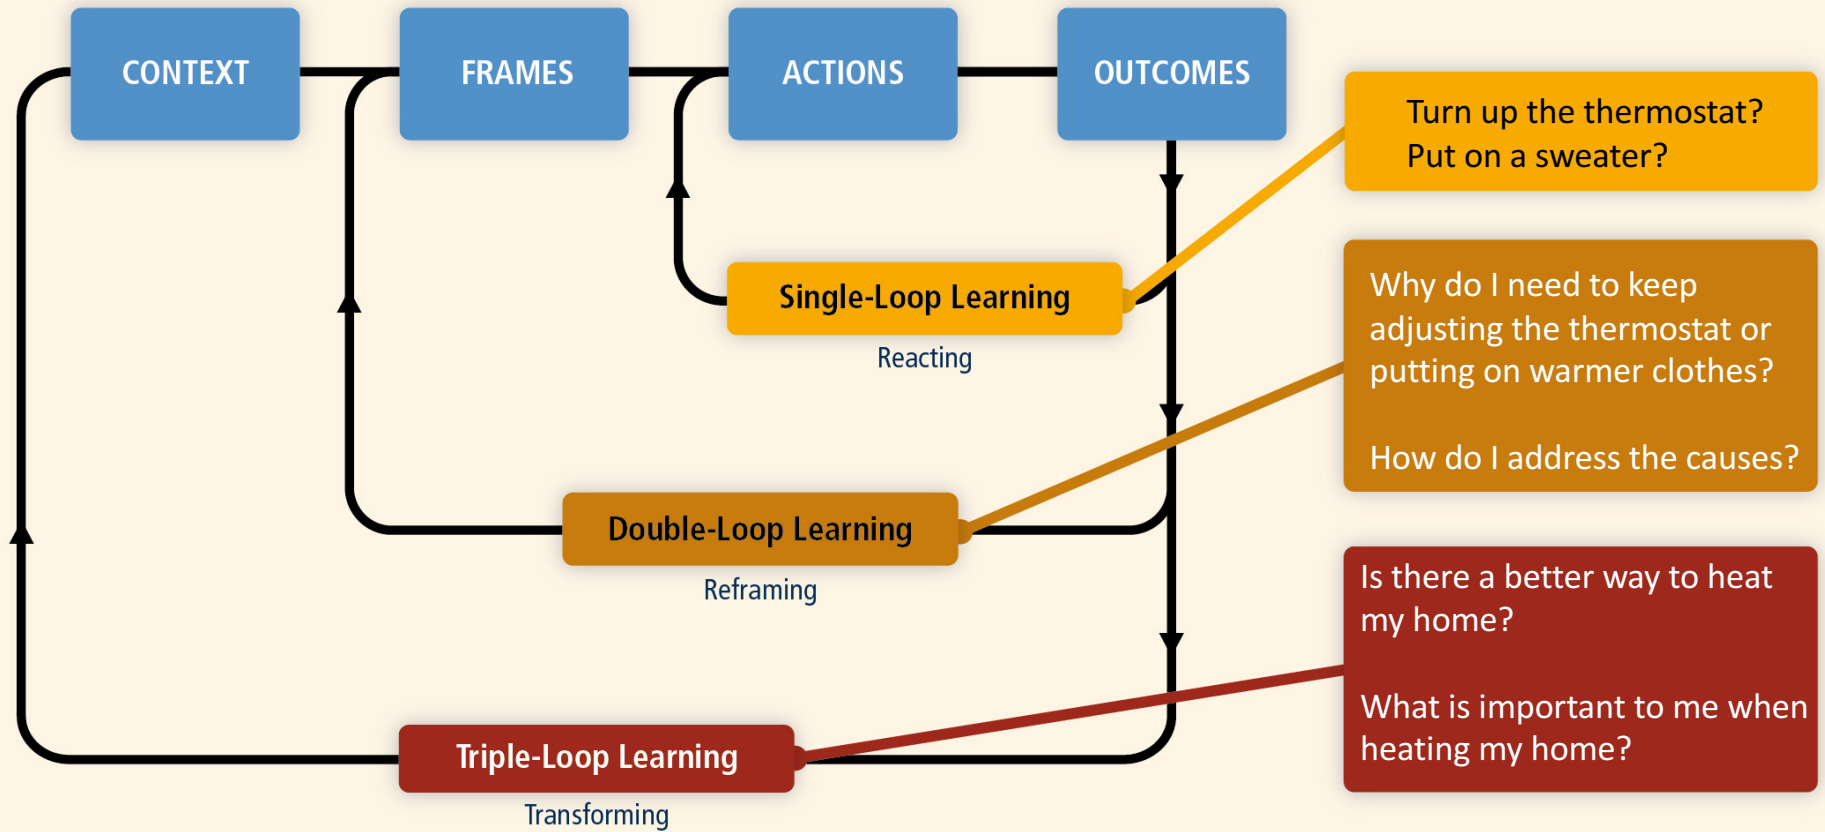 CONTEXT
FRAMES
ACTIONS
OUTCOMES
Turn up the thermostat?
Put on a sweater?
Single-Loop Learning
Reacting
Why do I need to keep
adjusting the thermostat or
putting on warmer clothes?
How do I address the causes?
Double-Loop Learning
Reframing
Is there a better way to heat
my home?
What is important to me when
heating my home?
Triple-Loop Learning
Transforming